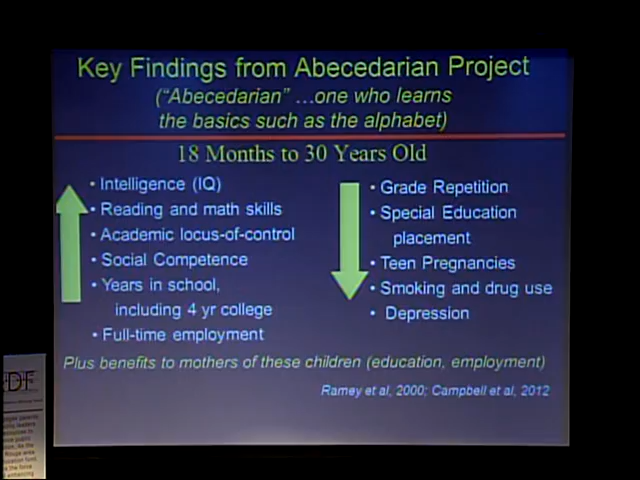 Key Findings from Abecedarian Project
("Abecedarian" ...one who learns
the basics such as the alphabet)
18 Months to 30 Years Old
• Intelligence (IQ)
• Reading and math skills
• Academic locus-of-control
• Social Competence
• Years in school,
including 4 yr college
• Full-time employment
• Grade Repetition
• Special Education
placement
• Teen Pregnancies
• Smoking and drug use
• Depression
Plus benefits to mothers of these children (education, employment)
Ramey et al, 2000; Campbell et al, 2012